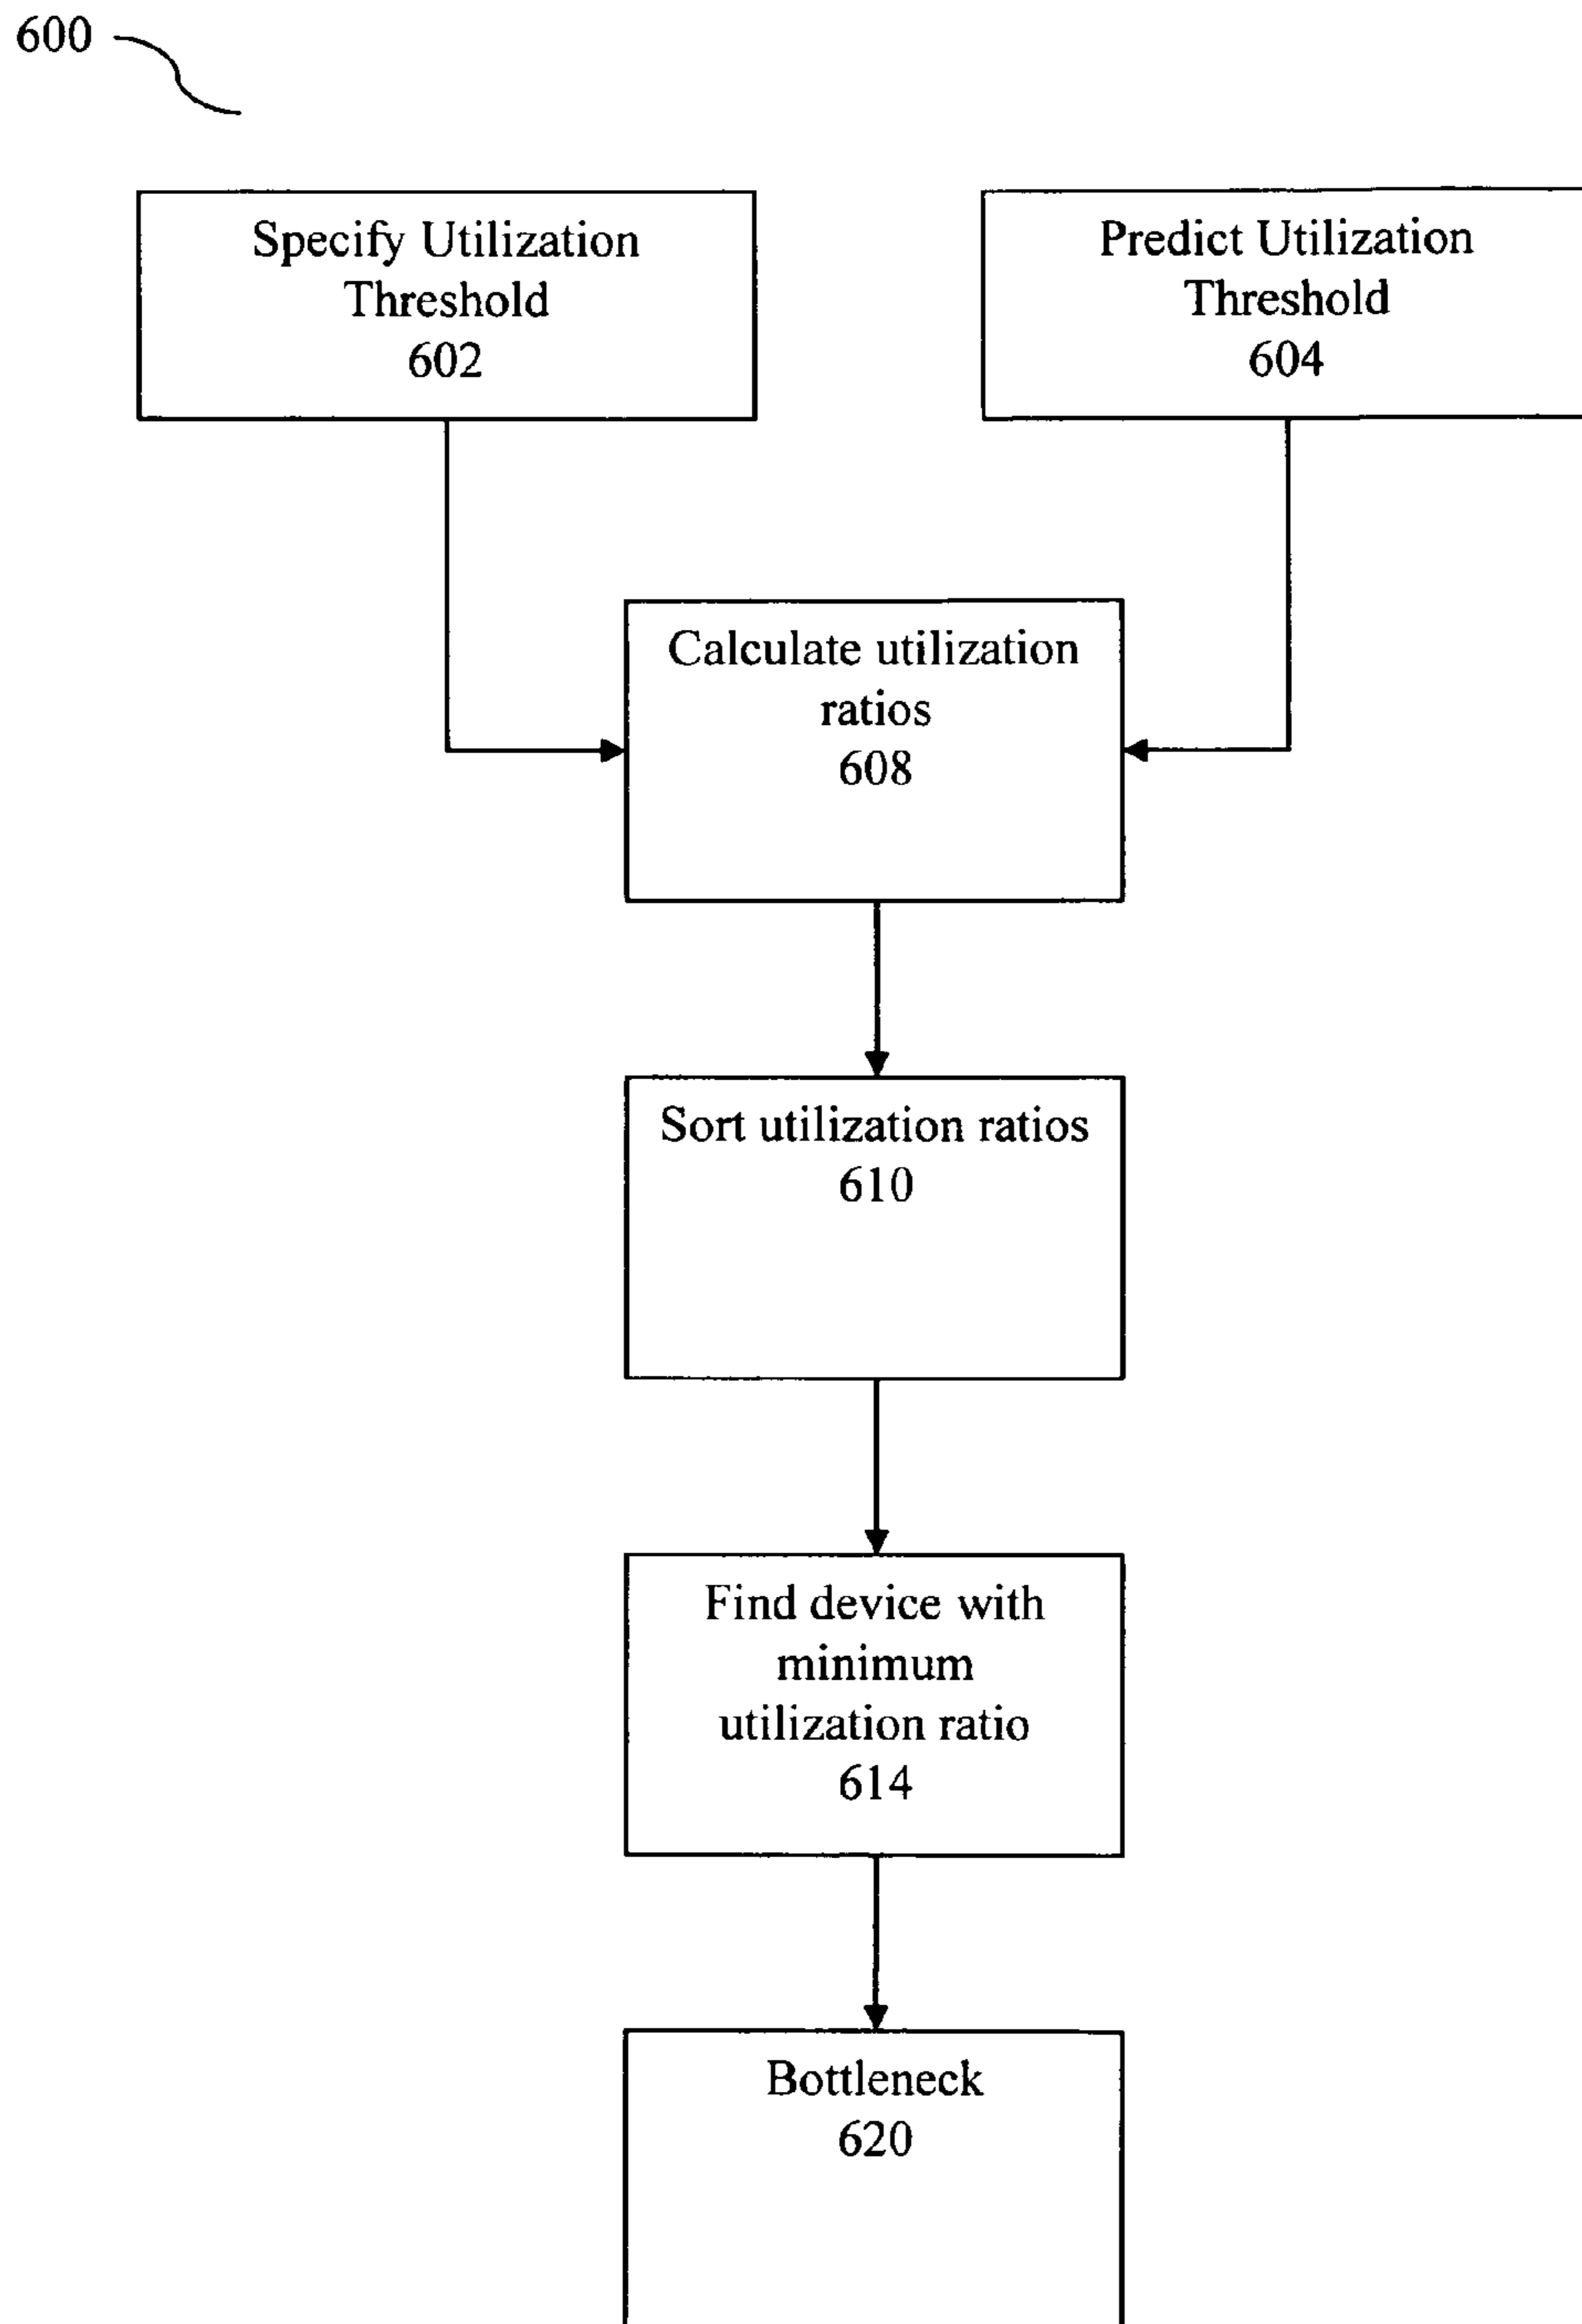 600
Specify Utilization
Threshold
602
Predict Utilization
Threshold
604
Calculate utilization
ratios
608
Sort utilization ratios
610
Find device with
minimum
utilization ratio
614
Bottleneck
620